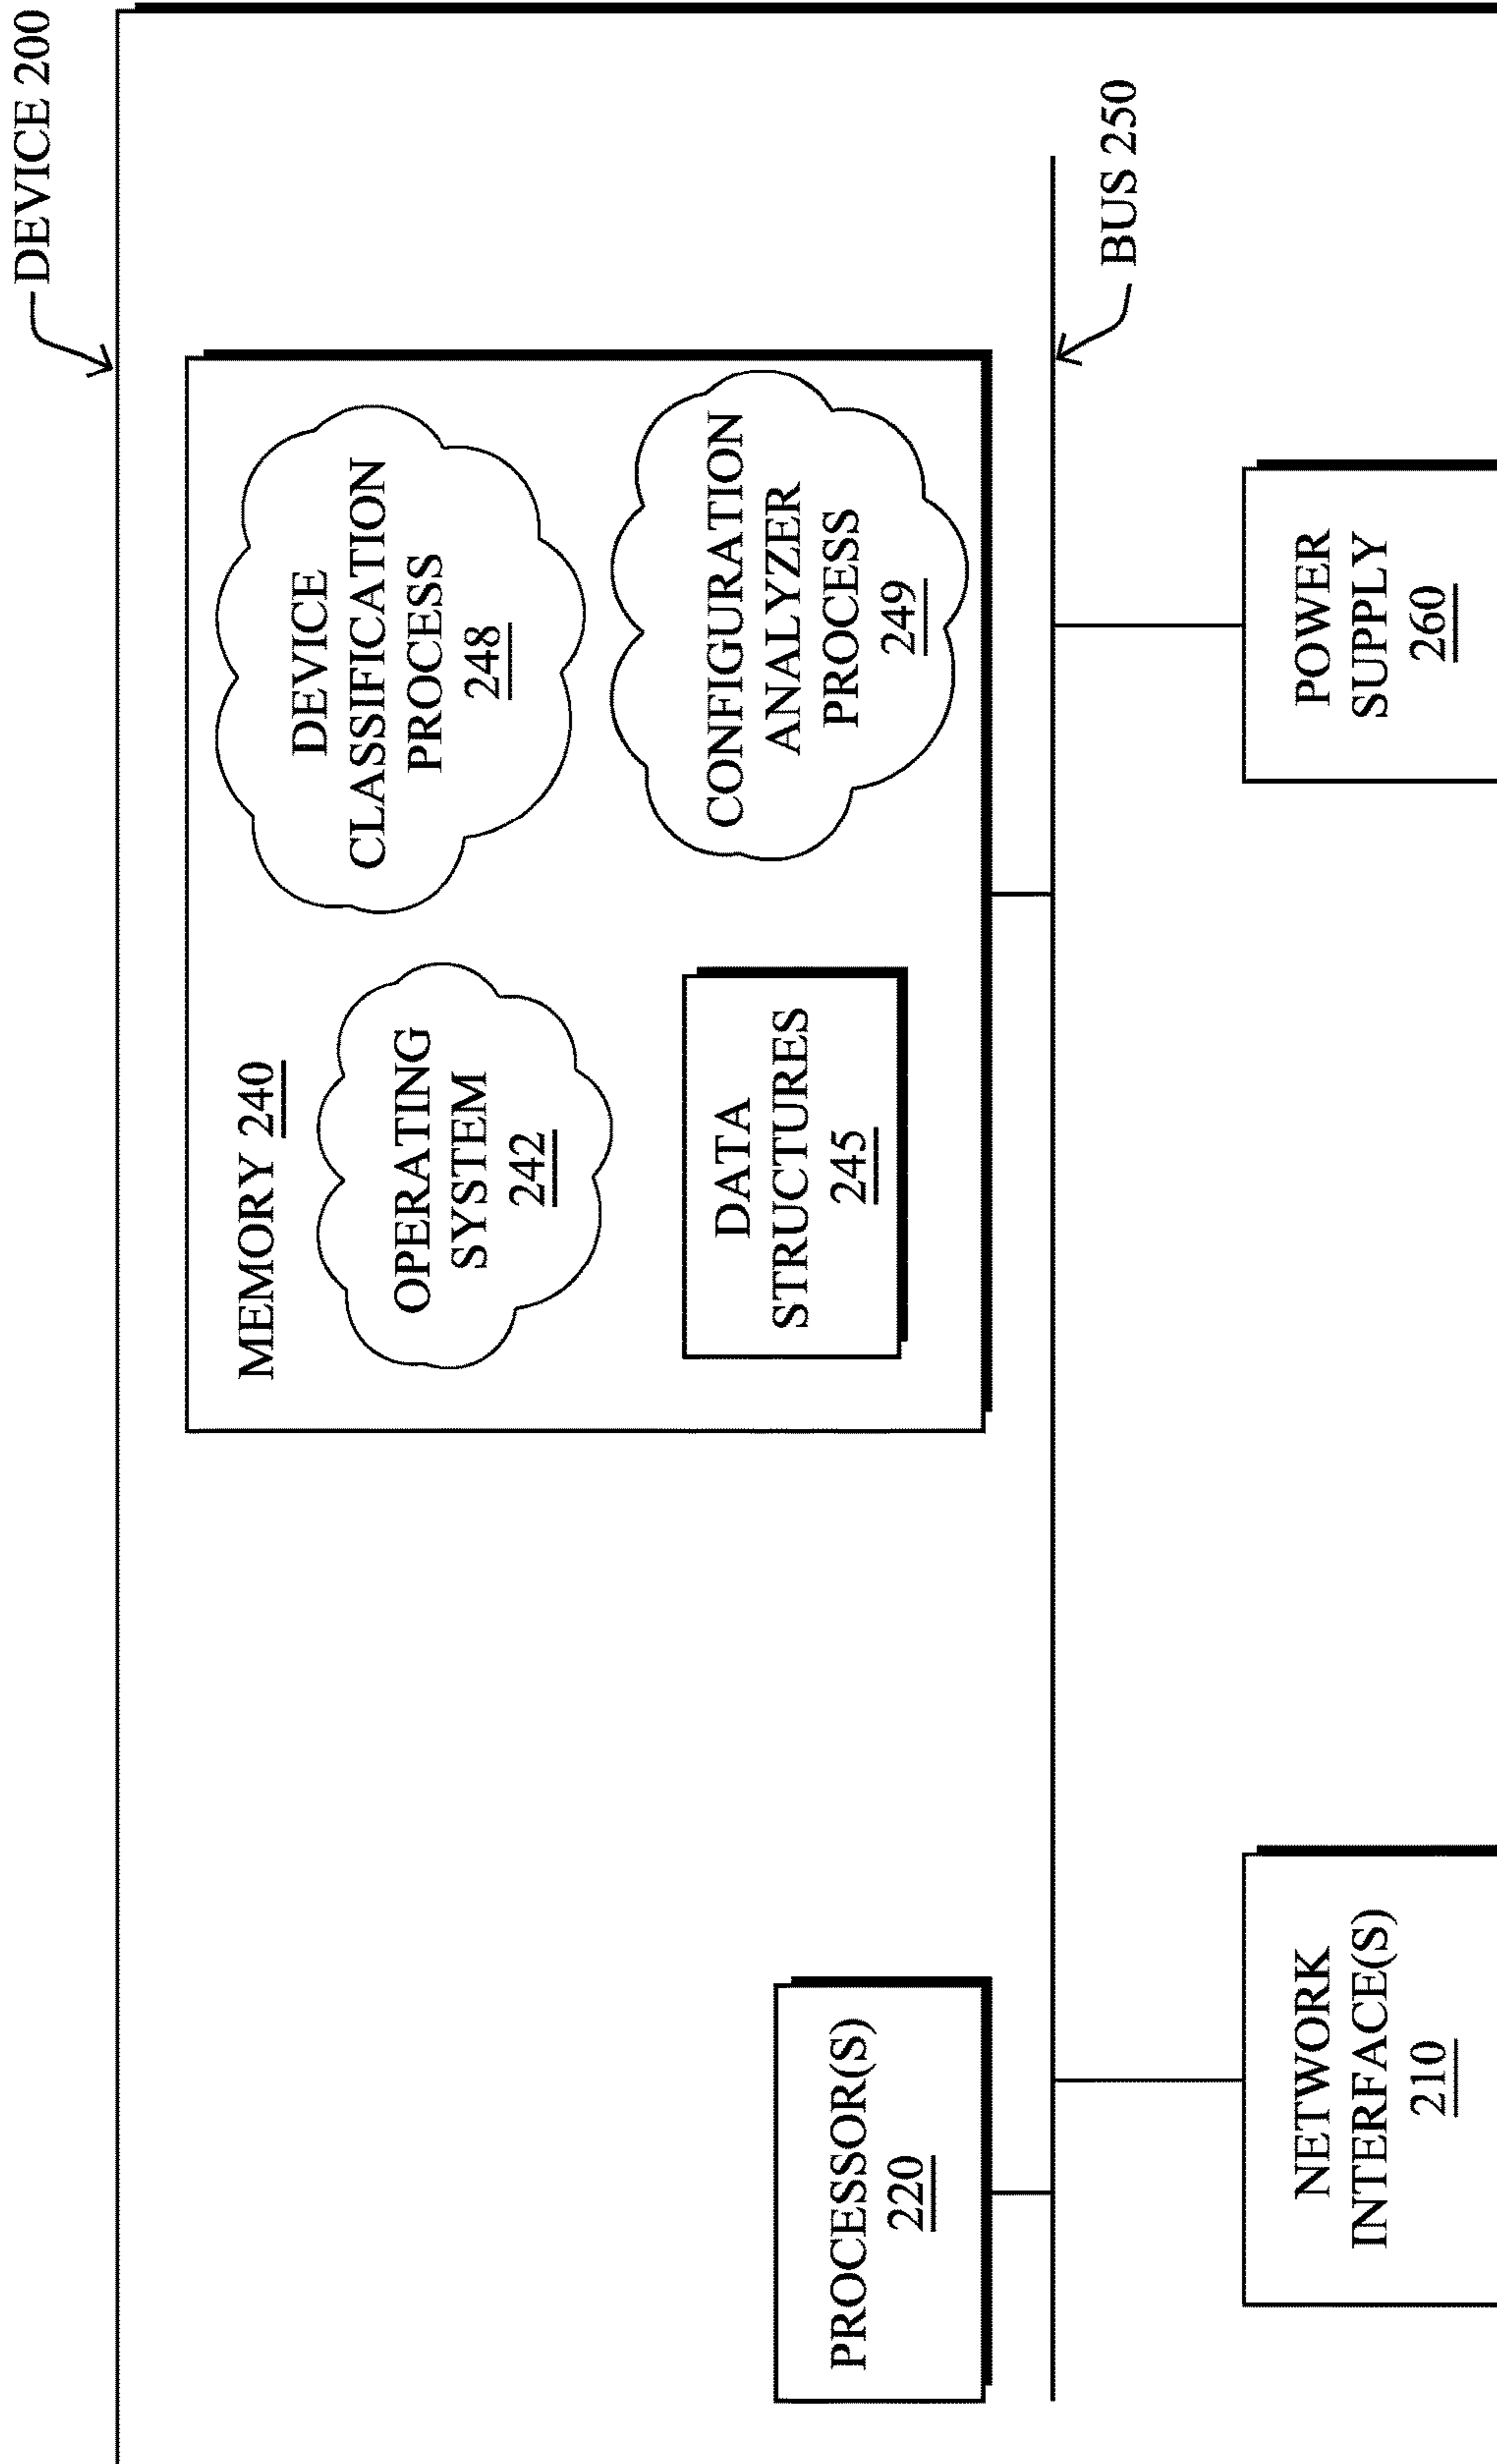 DEVICE 200
MEMORY 240
OPERATING
SYSTEM
242
DATA
STRUCTURES
245
DEVICE
CLASSIFICATION
PROCESS
248
CONFIGURATION
ANALYZER
PROCESS
249
PROCESSOR(S)
220
BUS 250
NETWORK
INTERFACE(S)
210
POWER
SUPPLY
260